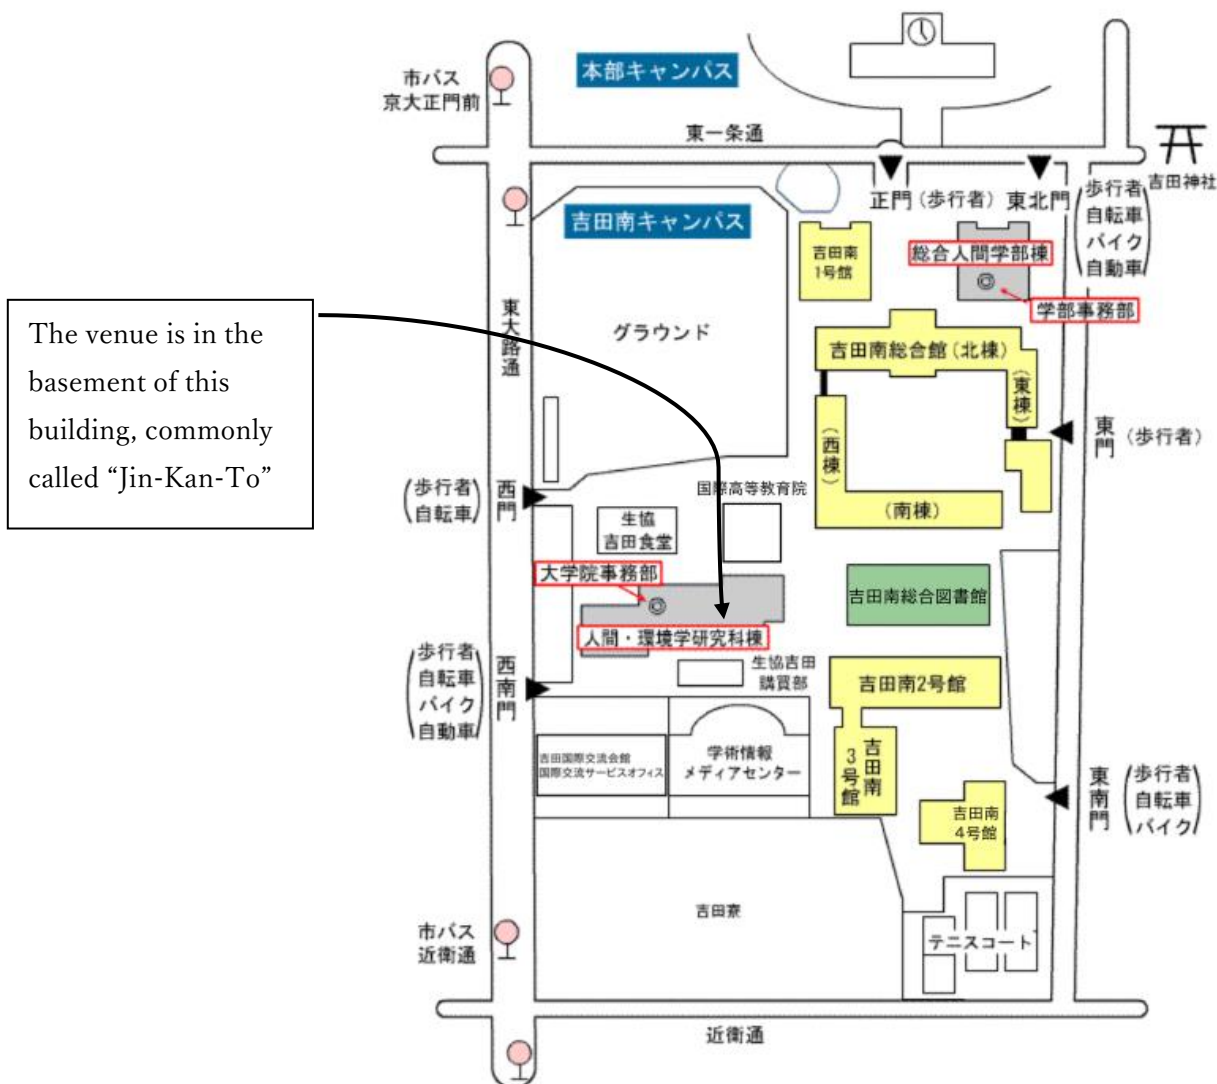 本部キャンパス
市バス
京大正門前
東一条通
吉田神社
正門(歩行者)
東北門
歩行者
自転車
バイク
自動車
吉田南キャンパス
吉田南
1号館
総合人間学部棟
学部事務部
The venue is in the
basement of this
building, commonly
called “Jin-Kan-To”
東大路通
グラウンド
吉田南総合館(北棟)
(東棟)
(西棟)
(南棟)
東門
(歩行者)
西門
歩行者
自転車
国際高等教育院
生協
吉田食堂
大学院事務部
人間・環境学研究科棟
吉田南総合図書館
西南門
歩行者
自転車
バイク
自動車
生協吉田
購買部
吉田南2号館
吉田南
3号館
吉田国際交流会館
国際交流サービスオフィス
学術情報
メディアセンター
吉田南
4号館
東南門
歩行者
自転車
バイク
吉田寮
テニスコート
市バス
近衛通
近衛通